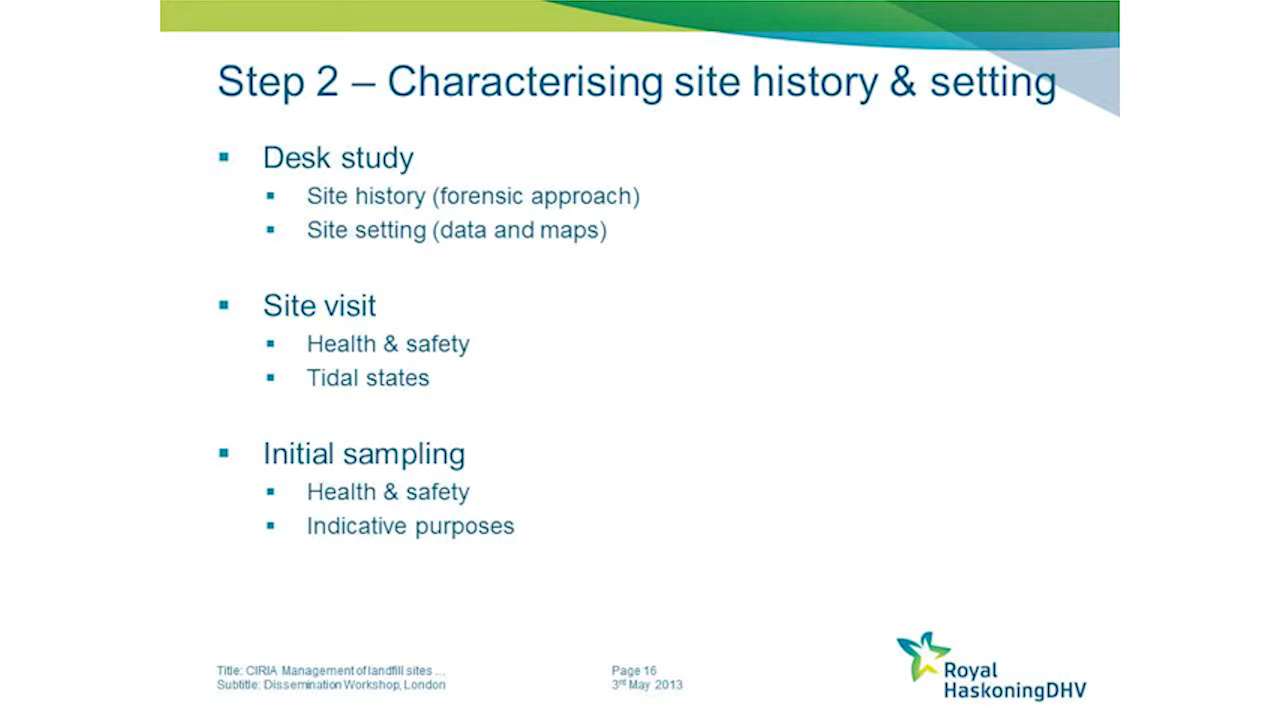 Step 2 – Characterising site history & setting
▪ Desk study
▪ Site history (forensic approach)
▪ Site setting (data and maps)
▪ Site visit
▪ Health & safety
▪ Tidal states
▪ Initial sampling
▪ Health & safety
▪ Indicative purposes
Title: CIRIA Management of landfill sites ...
Subtitle: Dissemination Workshop, London
Page 16
3rd May 2013
Royal
HaskoningDHV